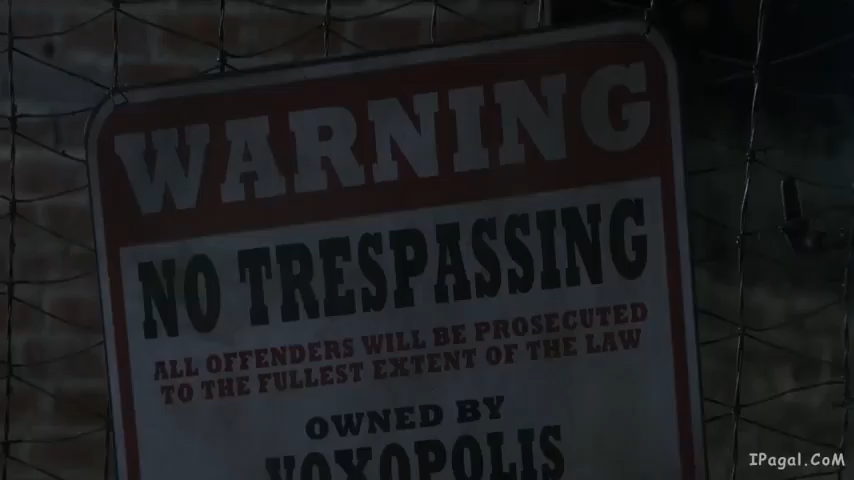 WARNING
NO TRESPASSING
ALL OFFENDERS WILL BE PROSECUTED
TO THE FULLEST EXTENT OF THE LAW
OWNED BY
VOXOPOLIS
IPagal.CoM